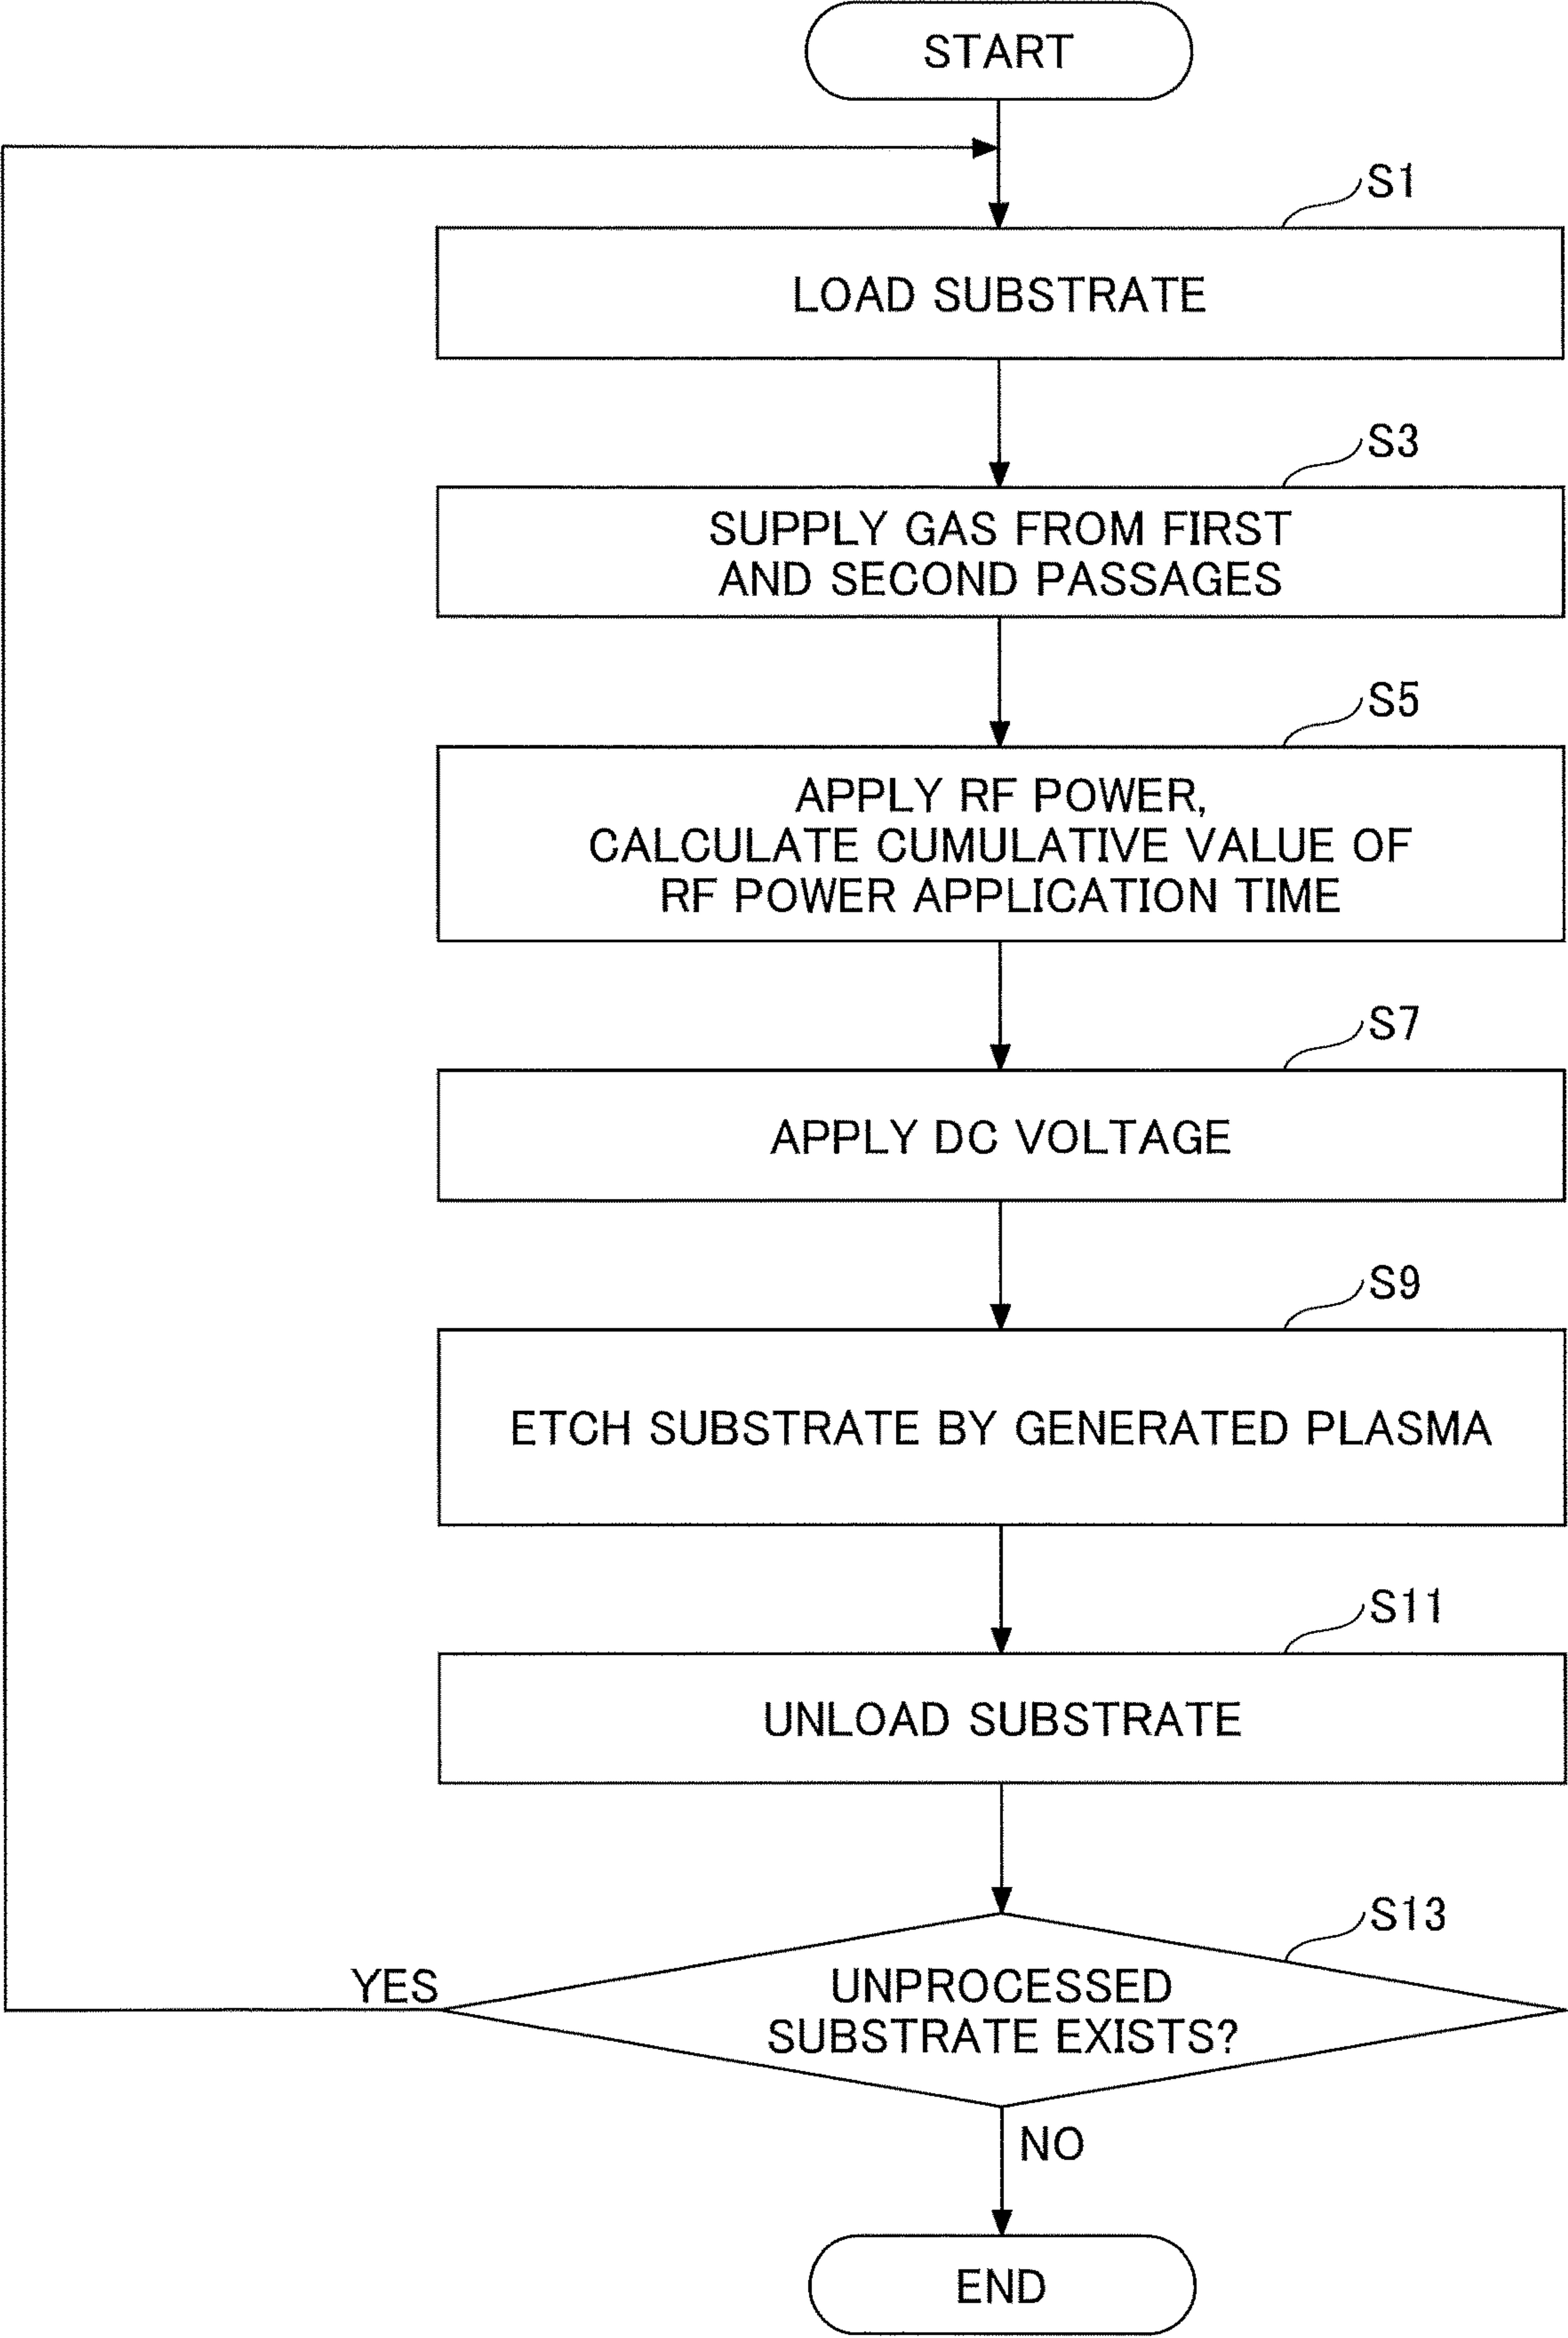 START
S1
LOAD SUBSTRATE
S3
SUPPLY GAS FROM FIRST
AND SECOND PASSAGES
S5
APPLY RF POWER,
CALCULATE CUMULATIVE VALUE OF
RF POWER APPLICATION TIME
S7
APPLY DC VOLTAGE
S9
ETCH SUBSTRATE BY GENERATED PLASMA
S11
UNLOAD SUBSTRATE
S13
YES
UNPROCESSED
SUBSTRATE EXISTS?
NO
END